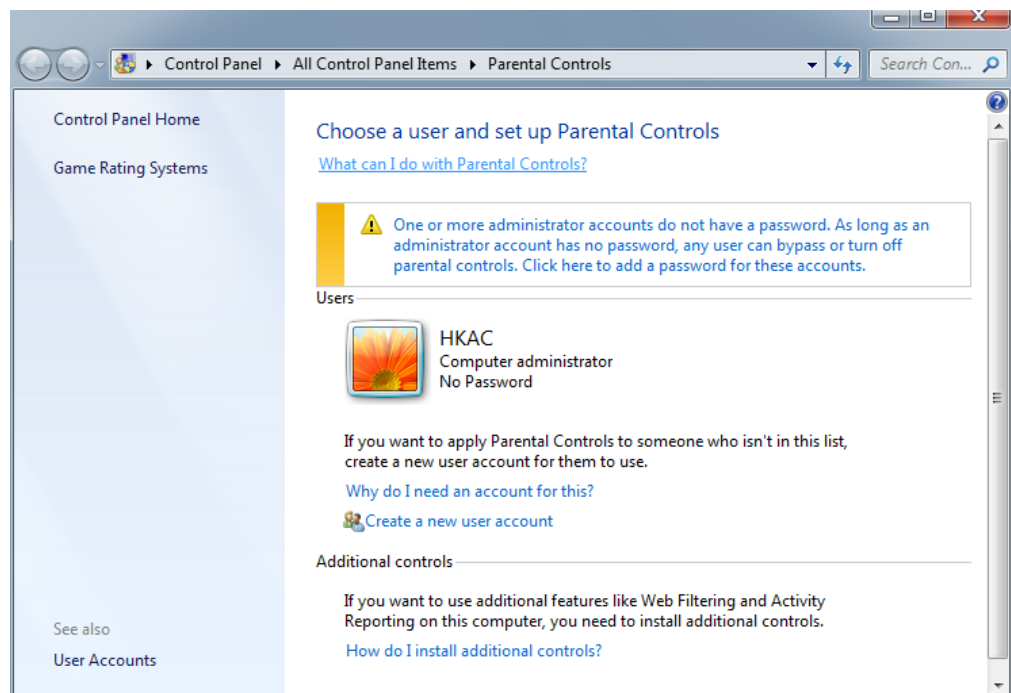 Control Panel ▸ All Control Panel Items ▸ Parental Controls
Search Con...
Control Panel Home
Game Rating Systems
Choose a user and set up Parental Controls
What can I do with Parental Controls?
One or more administrator accounts do not have a password. As long as an
administrator account has no password, any user can bypass or turn off
parental controls. Click here to add a password for these accounts.
Users
HKAC
Computer administrator
No Password
If you want to apply Parental Controls to someone who isn't in this list,
create a new user account for them to use.
Why do I need an account for this?
Create a new user account
Additional controls
If you want to use additional features like Web Filtering and Activity
Reporting on this computer, you need to install additional controls.
How do I install additional controls?
See also
User Accounts